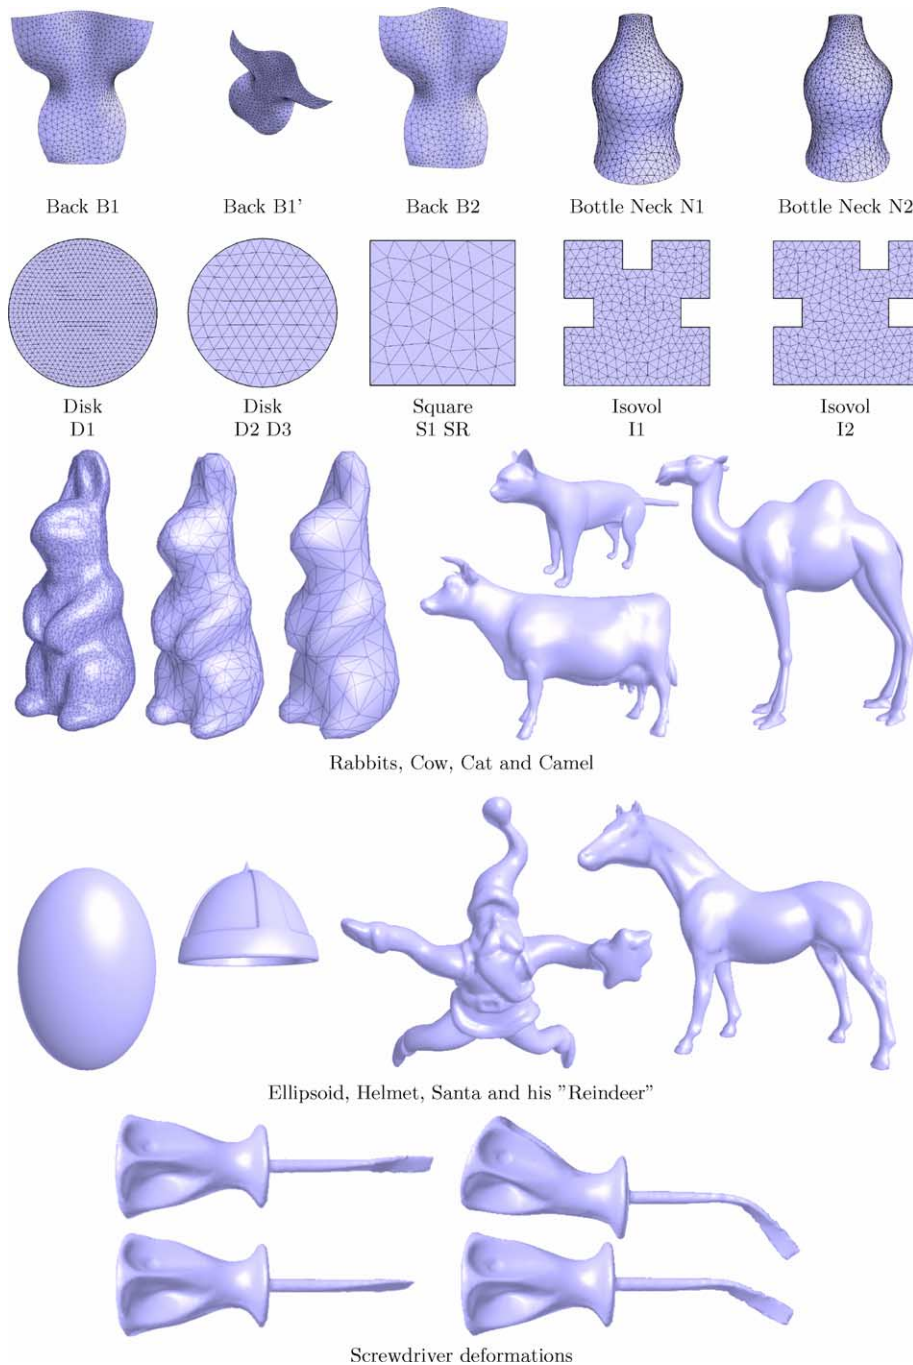 Back B1
Back B1'
Back B2
Bottle Neck N1
Bottle Neck N2
Disk
D1
Disk
D2 D3
Square
S1 SR
Isovol
I1
Isovol
I2
Rabbits, Cow, Cat and Camel
Ellipsoid, Helmet, Santa and his ”Reindeer”
Screwdriver deformations